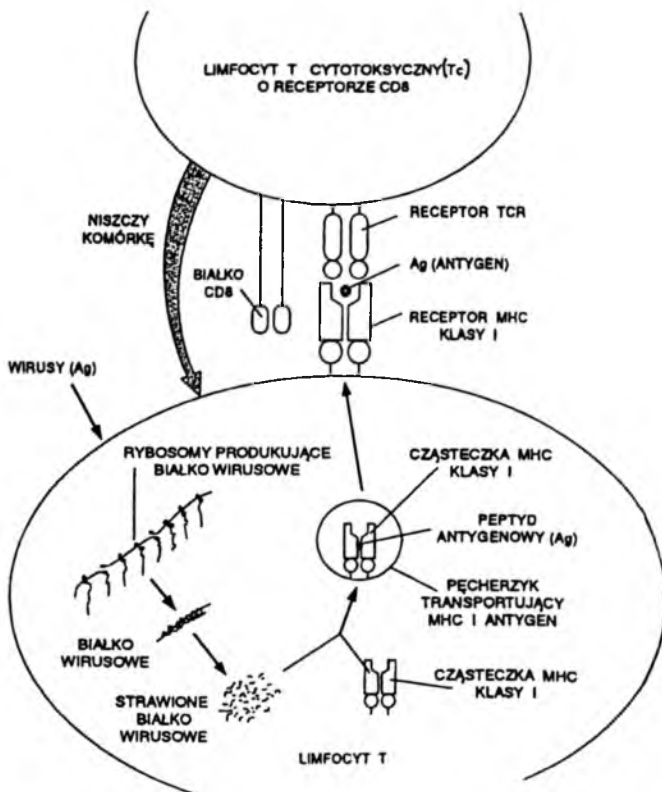 LIMFOCYT T CYTOTOKSYCZNY(Tc)
O RECEPTORZE CD8
NISZCZY
KOMÓRKĘ
RECEPTOR TCR
Ag (ANTYGEN)
BIAŁKO
CD8
RECEPTOR MHC
KLASY I
WIRUSY (Ag)
RYBOSOMY PRODUKUJĄCE
BIAŁKO WIRUSOWE
CZĄSTECZKA MHC
KLASY I
PEPTYD
ANTYGENOWY (Ag)
PĘCHERZYK
TRANSPORTUJĄCY
MHC I ANTYGEN
BIAŁKO
WIRUSOWE
CZĄSTECZKA MHC
KLASY I
STRAWIONE
BIAŁKO
WIRUSOWE
LIMFOCYT T